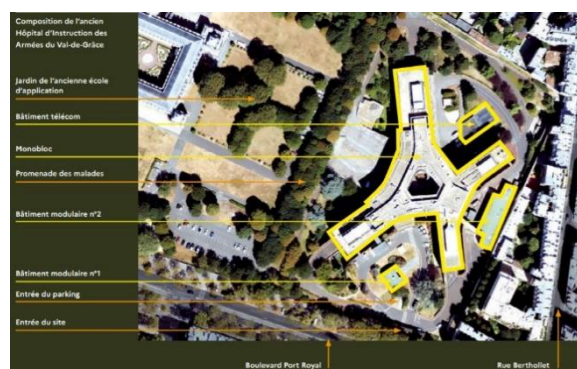 Composition de l'ancien
Hôpital d'Instruction des
Armées du Val-de-Grâce
Jardin de l'ancienne école
d'application
Bâtiment télécom
Monobloc
Promenade des malades
Bâtiment modulaire n°2
Bâtiment modulaire n°1
Entrée du parking
Entrée du site
Boulevard Port Royal
Rue Berthollet